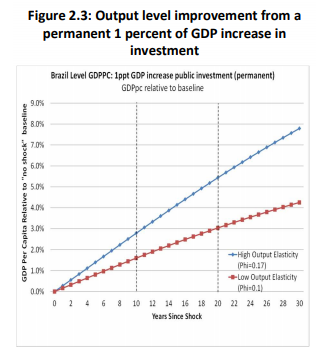 Figure 2.3: Output level improvement from a
permanent 1 percent of GDP increase in
investment
Brazil Level GDPPC: 1ppt GDP increase public investment (permanent)
GDPpc relative to baseline
GDP Per Capita Relative to "no shock" baseline
9.0%
8.0%
7.0%
6.0%
5.0%
4.0%
3.0%
2.0%
1.0%
0.0%
High Output Elasticity
(Phi=0.17)
Low Output Elasticity
(Phi=0.1)
0 2 4 6 8 10 12 14 16 18 20 22 24 26 28 30
Years Since Shock